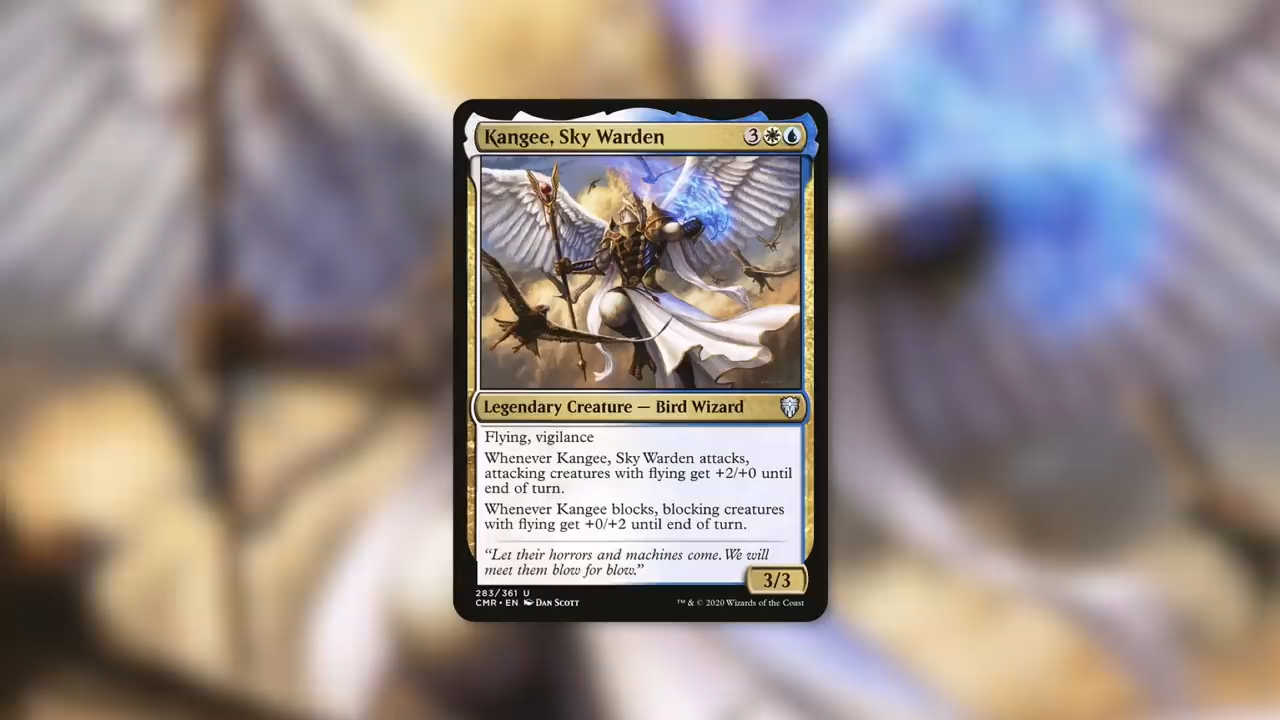 Kangee, Sky Warden 3
Legendary Creature — Bird Wizard
Flying, vigilance
Whenever Kangee, Sky Warden attacks,
attacking creatures with flying get +2/+0 until
end of turn.
Whenever Kangee blocks, blocking creatures
with flying get +0/+2 until end of turn.
“Let their horrors and machines come. We will
meet them blow for blow.”
3/3
283/361 U
CMR • EN Dan Scott ™ & © 2020 Wizards of the Coast